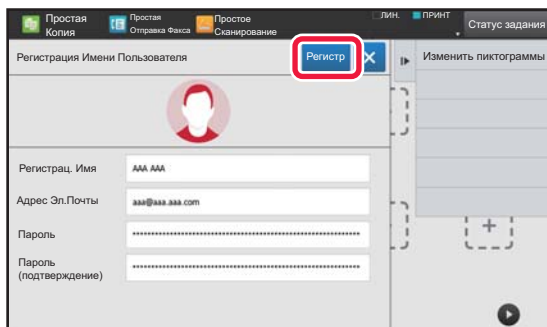 Простая
Копия
Простая
Отправка Факса
Простое
Сканирование
ЛИН.
ПРИНТ
Статус задания
Регистрация Имени Пользователя
Регистр
Изменить пиктограммы
Регистрац. Имя
AAA AAA
Адрес Эл.Почты
aaa@aaa.aaa.com
Пароль
Пароль
(подтверждение)